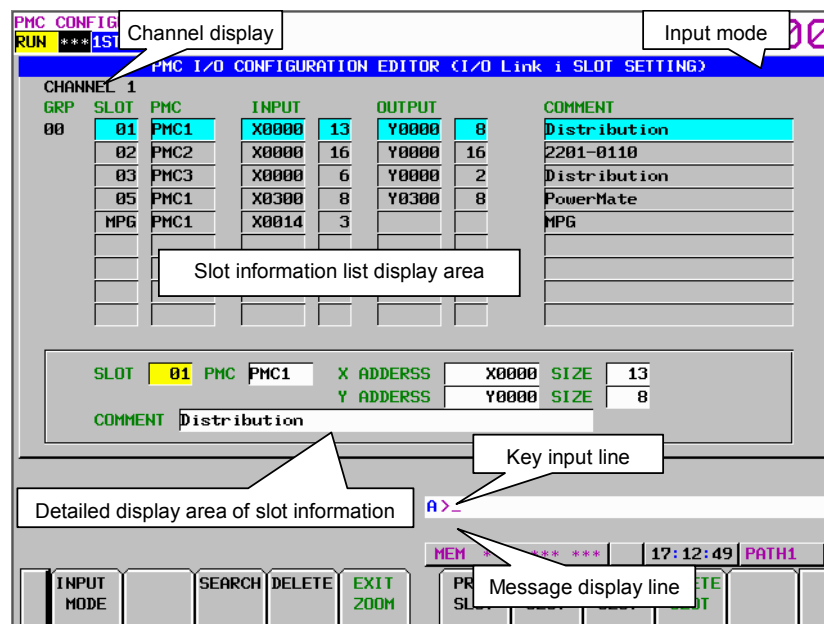 PMC CONFIG
Channel display
Input mode
RUN *** 1ST
PMC I/O CONFIGURATION EDITOR (I/O Link i SLOT SETTING)
CHANNEL 1
GRP SLOT PMC INPUT OUTPUT COMMENT
00 01 PMC1 X0000 13 Y0000 8 Distribution
02 PMC2 X0000 16 Y0000 16 2201-0110
03 PMC3 X0000 6 Y0000 2 Distribution
05 PMC1 X0300 8 Y0300 8 PowerMate
MPG PMC1 X0014 3 MPG
Slot information list display area
SLOT 01 PMC PMC1 X ADDERSS X0000 SIZE 13
Y ADDERSS Y0000 SIZE 8
COMMENT Distribution
Key input line
Detailed display area of slot information
A>_
MEM * *** *** 17:12:49 PATH1
Message display line
INPUT MODE SEARCH DELETE EXIT ZOOM